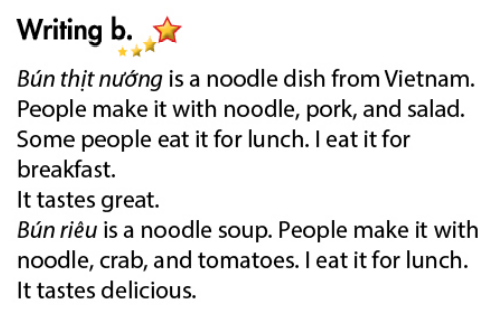 Writing b.
Bún thịt nướng is a noodle dish from Vietnam.
People make it with noodle, pork, and salad.
Some people eat it for lunch. I eat it for
breakfast.
It tastes great.
Bún riêu is a noodle soup. People make it with
noodle, crab, and tomatoes. I eat it for lunch.
It tastes delicious.